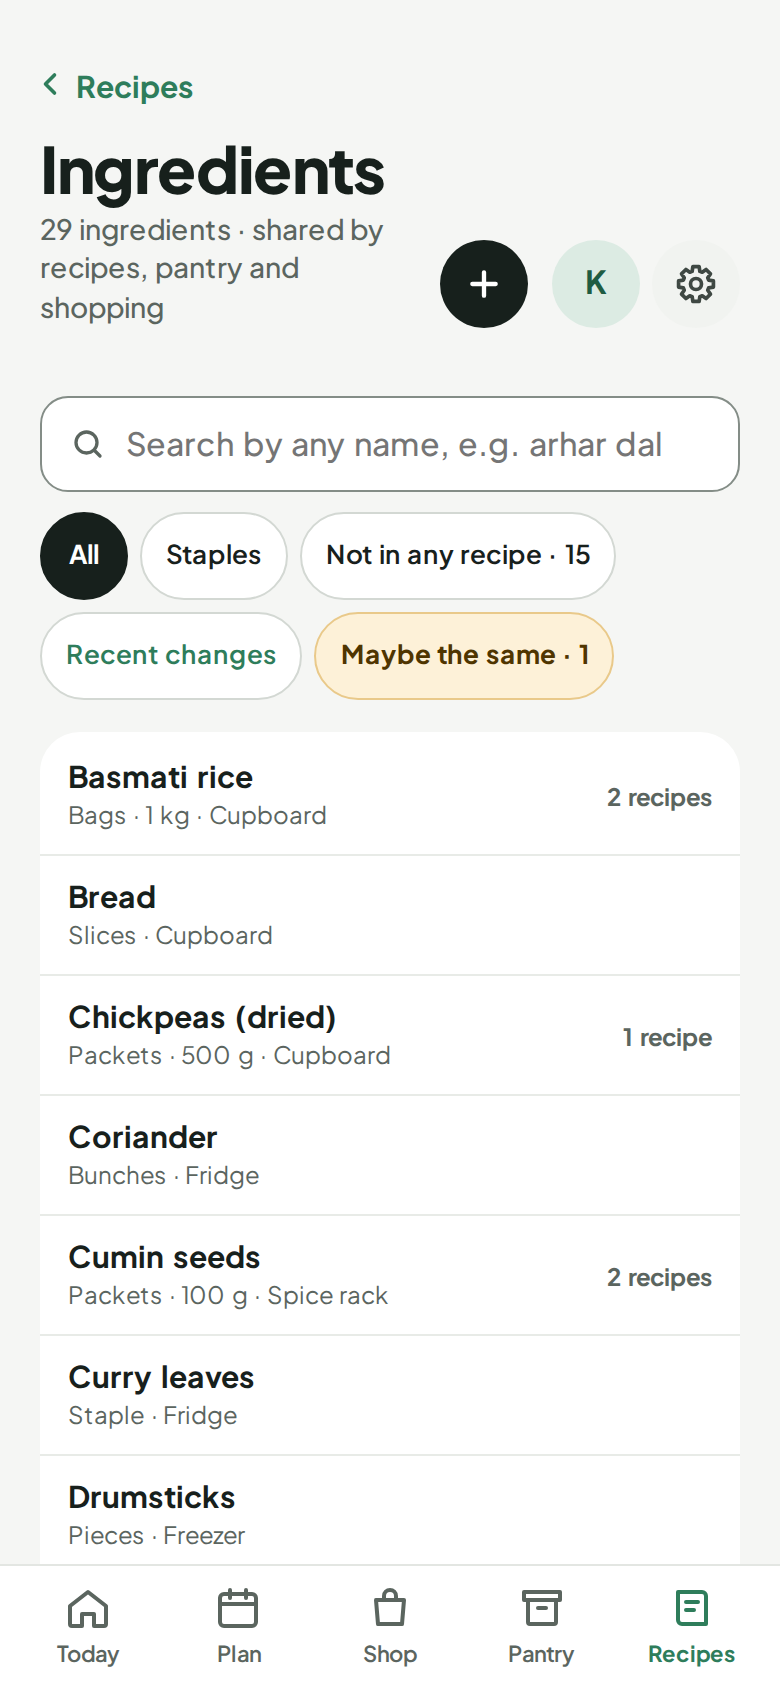 Recipes
Ingredients
29 ingredients · shared by
recipes, pantry and
shopping
K
Search by any name, e.g. arhar dal
All
Staples
Not in any recipe · 15
Recent changes
Maybe the same · 1
Basmati rice
Bags · 1 kg · Cupboard
2 recipes
Bread
Slices · Cupboard
Chickpeas (dried)
Packets · 500 g · Cupboard
1 recipe
Coriander
Bunches · Fridge
Cumin seeds
Packets · 100 g · Spice rack
2 recipes
Curry leaves
Staple · Fridge
Drumsticks
Pieces · Freezer
Today
Plan
Shop
Pantry
Recipes